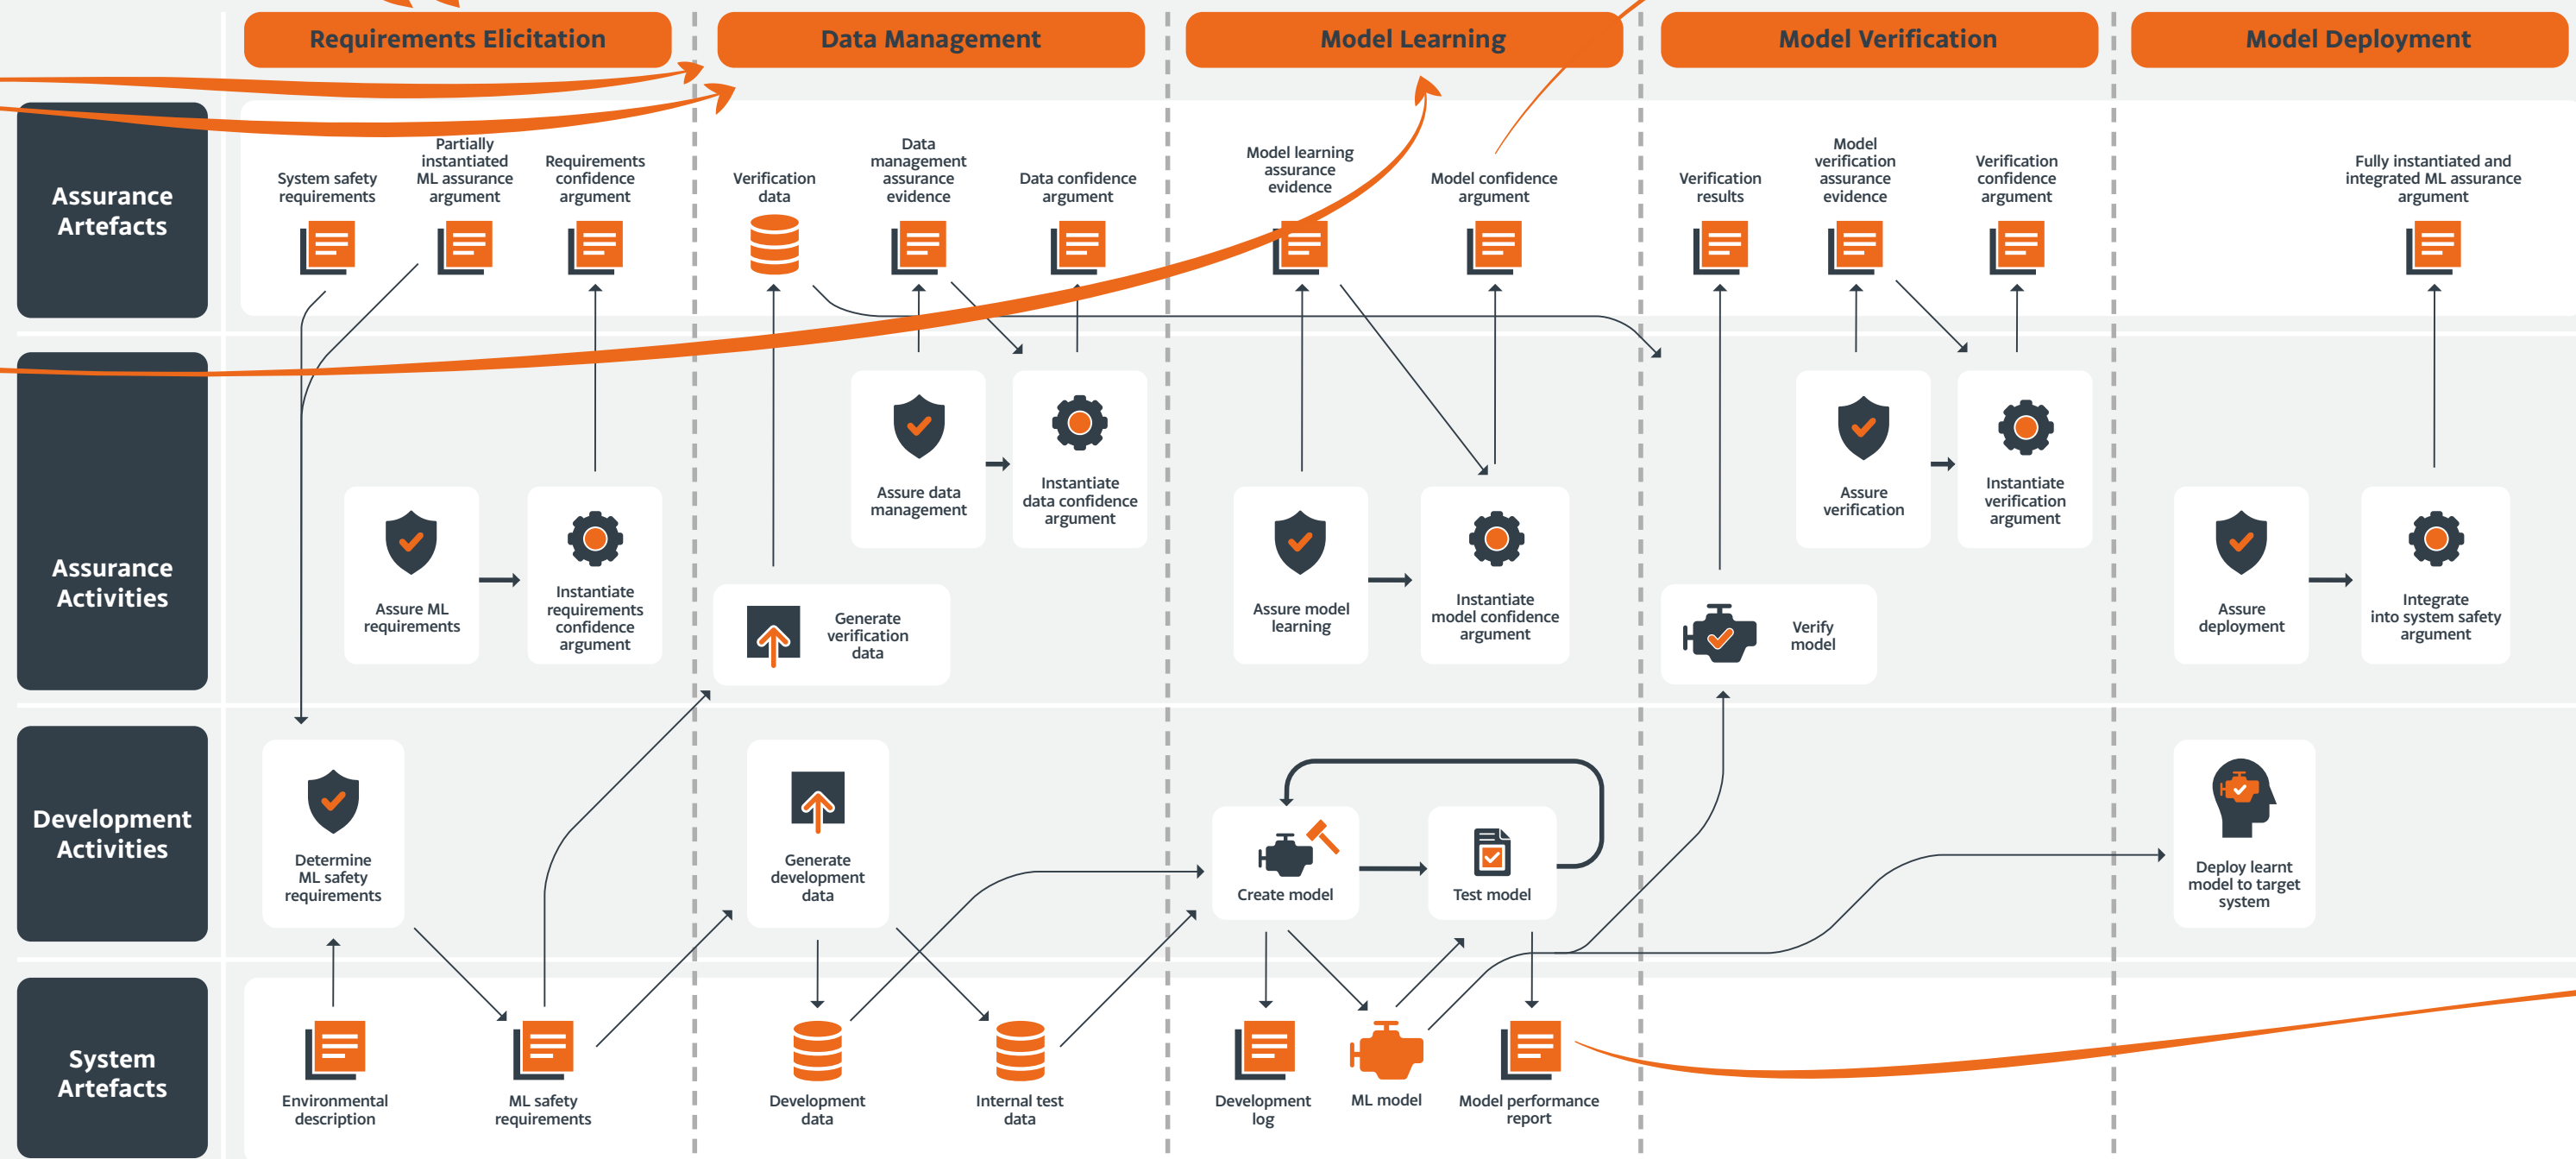 Requirements Elicitation
Data Management
Model Learning
Model Verification
Model Deployment
Assurance
Artefacts
System safety
requirements
Partially
instantiated
ML assurance
argument
Requirements
confidence
argument
Verification
data
Data
management
assurance
evidence
Data confidence
argument
Model learning
assurance
evidence
Model confidence
argument
Verification
results
Model
verification
assurance
evidence
Verification
confidence
argument
Fully instantiated and
integrated ML assurance
argument
Assurance
Activities
Assure ML
requirements
Instantiate
requirements
confidence
argument
Generate
verification
data
Assure data
management
Instantiate
data confidence
argument
Assure model
learning
Instantiate
model confidence
argument
Verify
model
Assure
verification
Instantiate
verification
argument
Assure
deployment
Integrate
into system safety
argument
Development
Activities
Determine
ML safety
requirements
Generate
development
data
Create model
Test model
Deploy learnt
model to target
system
System
Artefacts
Environmental
description
ML safety
requirements
Development
data
Internal test
data
Development
log
ML model
Model performance
report